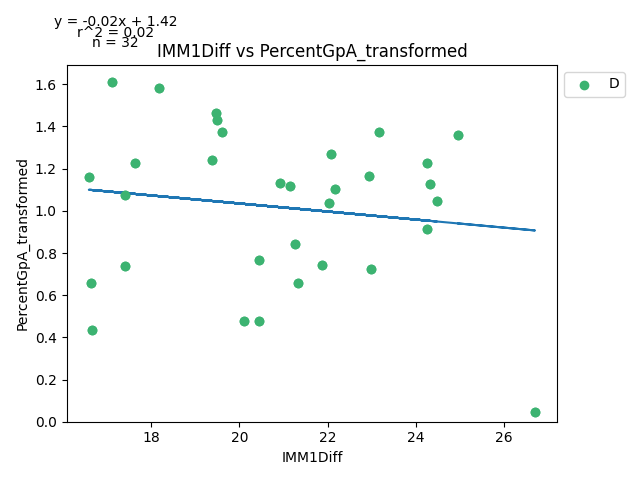 y = -0.02x + 1.42
r^2 = 0.02
n = 32
IMM1Diff vs PercentGpA_transformed
D
1.6
1.4
1.2
1.0
0.8
0.6
0.4
0.2
0.0
PercentGpA_transformed
18 20 22 24 26
IMM1Diff